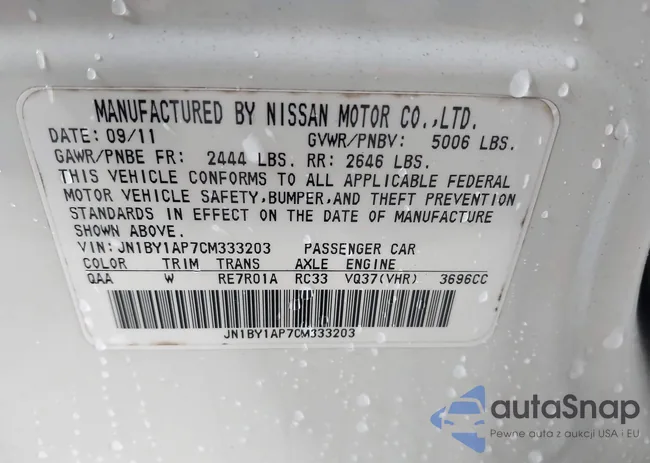 MANUFACTURED BY NISSAN MOTOR CO.,LTD.
DATE: 09/11 GVWR/PNBV: 5006 LBS.
GAWR/PNBE FR: 2444 LBS. RR: 2646 LBS.
THIS VEHICLE CONFORMS TO ALL APPLICABLE FEDERAL
MOTOR VEHICLE SAFETY,BUMPER,AND THEFT PREVENTION
STANDARDS IN EFFECT ON THE DATE OF MANUFACTURE
SHOWN ABOVE.
VIN: JN1BY1AP7CM333203 PASSENGER CAR
COLOR TRIM TRANS AXLE ENGINE
QAA W RE7R01A RC33 VQ37(VHR) 3696CC
JN1BY1AP7CM333203
autaSnap
Pewne auta z aukcji USA i EU